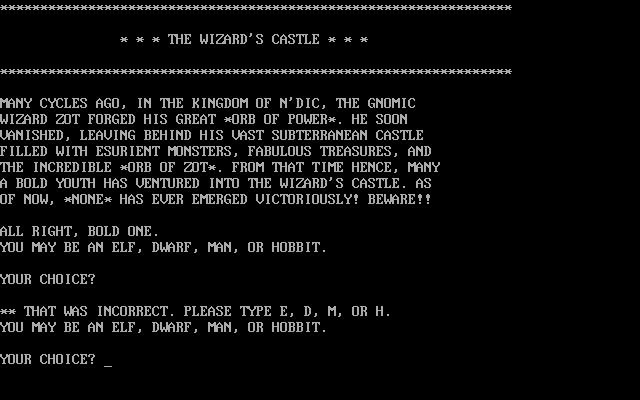 ****************************************************************
* * * THE WIZARD'S CASTLE * * *
****************************************************************
MANY CYCLES AGO, IN THE KINGDOM OF N'DIC, THE GNOMIC
WIZARD ZOT FORGED HIS GREAT *ORB OF POWER*. HE SOON
VANISHED, LEAVING BEHIND HIS VAST SUBTERRANEAN CASTLE
FILLED WITH ESURIENT MONSTERS, FABULOUS TREASURES, AND
THE INCREDIBLE *ORB OF ZOT*. FROM THAT TIME HENCE, MANY
A BOLD YOUTH HAS VENTURED INTO THE WIZARD'S CASTLE. AS
OF NOW, *NONE* HAS EVER EMERGED VICTORIOUSLY! BEWARE!!
ALL RIGHT, BOLD ONE.
YOU MAY BE AN ELF, DWARF, MAN, OR HOBBIT.
YOUR CHOICE?
** THAT WAS INCORRECT. PLEASE TYPE E, D, M, OR H.
YOU MAY BE AN ELF, DWARF, MAN, OR HOBBIT.
YOUR CHOICE? _